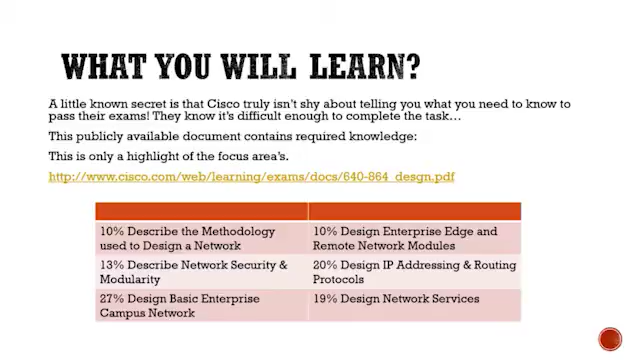 WHAT YOU WILL LEARN?
A little known secret is that Cisco truly isn't shy about telling you what you need to know to
pass their exams! They know it's difficult enough to complete the task…
This publicly available document contains required knowledge:
This is only a highlight of the focus area's.
http://www.cisco.com/web/learning/exams/docs/640-864_desgn.pdf
10% Describe the Methodology
used to Design a Network
10% Design Enterprise Edge and
Remote Network Modules
13% Describe Network Security &
Modularity
20% Design IP Addressing & Routing
Protocols
27% Design Basic Enterprise
Campus Network
19% Design Network Services